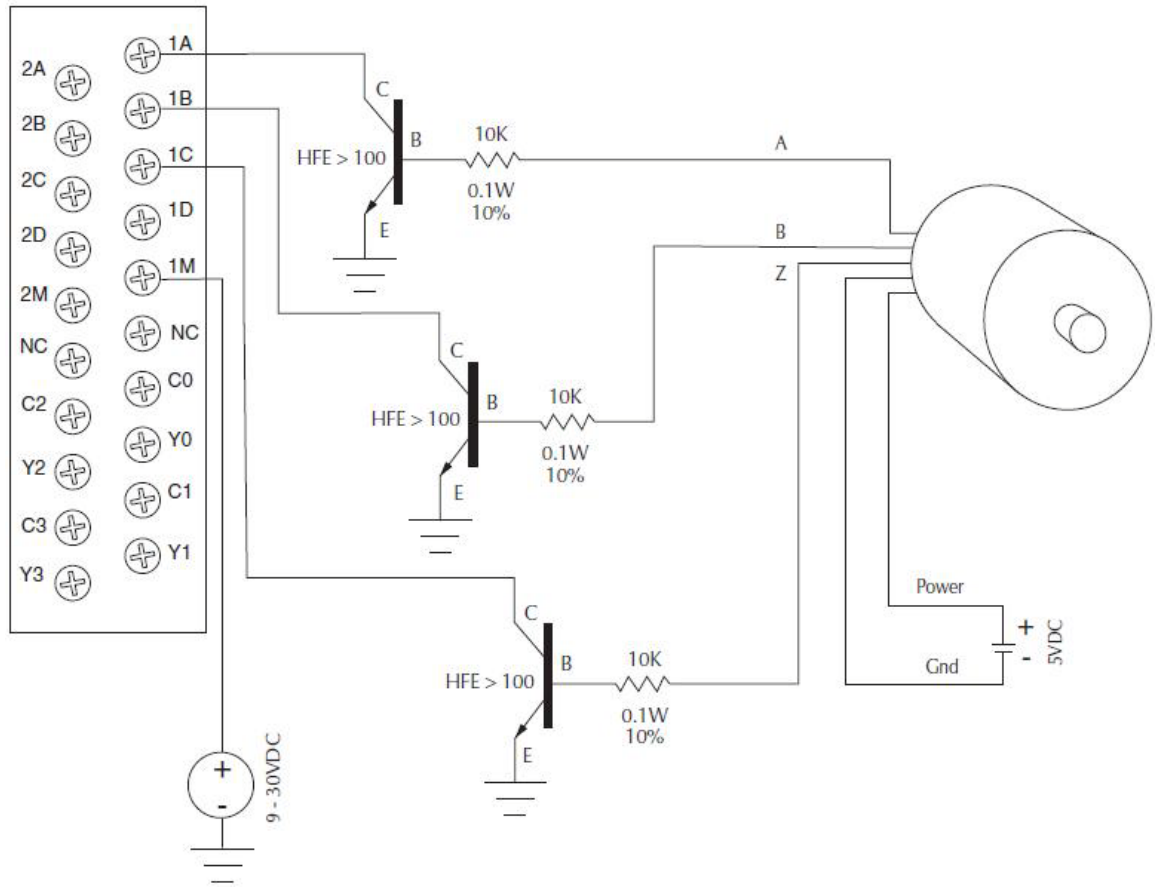 1A
2A
1B
2B
1C
2C
1D
2D
1M
2M
NC
NC
C0
C2
Y0
Y2
C1
C3
Y1
Y3
C
B
HFE > 100
E
10K
0.1W
10%
A
B
Z
C
B
HFE > 100
E
10K
0.1W
10%
C
B
HFE > 100
E
10K
0.1W
10%
Power
+
-
5VDC
Gnd
+
-
9 - 30VDC